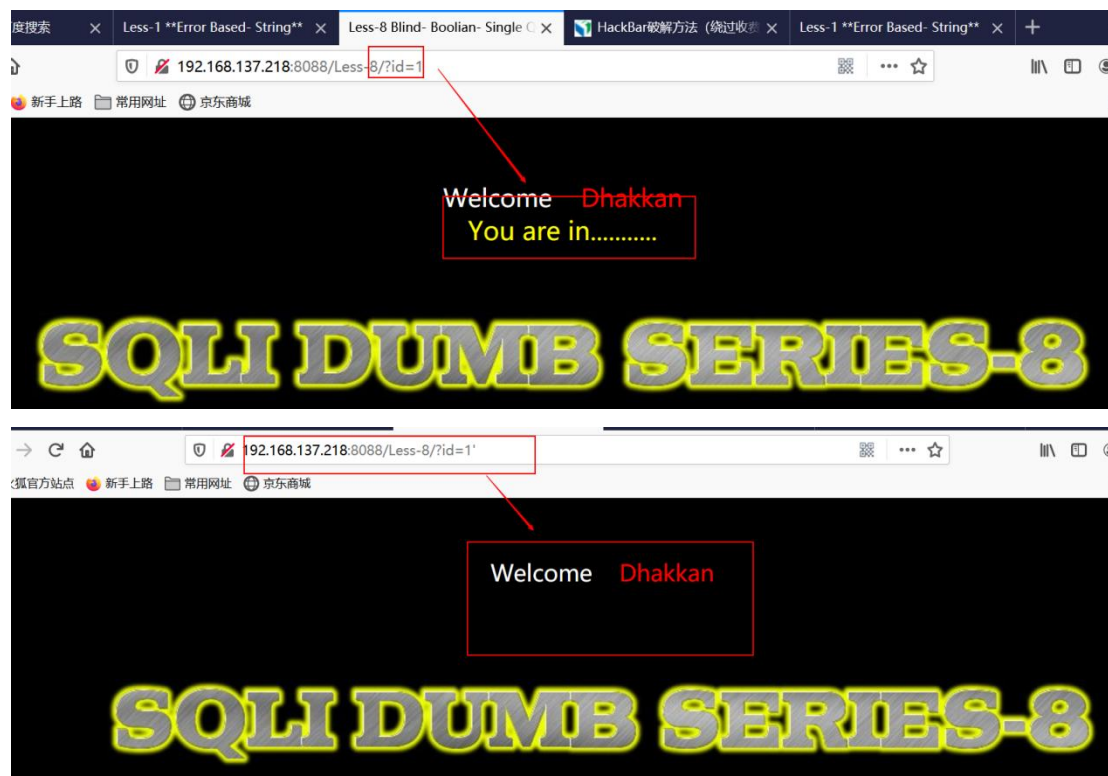 度搜索 Less-1 **Error Based- String** Less-8 Blind- Boolian- Single Q HackBar破解方法（绕过收费 Less-1 **Error Based- String**
192.168.137.218:8088/Less-8/?id=1
新手上路 常用网址 京东商城
Welcome Dhakkan
You are in...........
SQLI DUMB SERIES-8
192.168.137.218:8088/Less-8/?id=1'
狐官方站点 新手上路 常用网址 京东商城
Welcome Dhakkan
SQLI DUMB SERIES-8